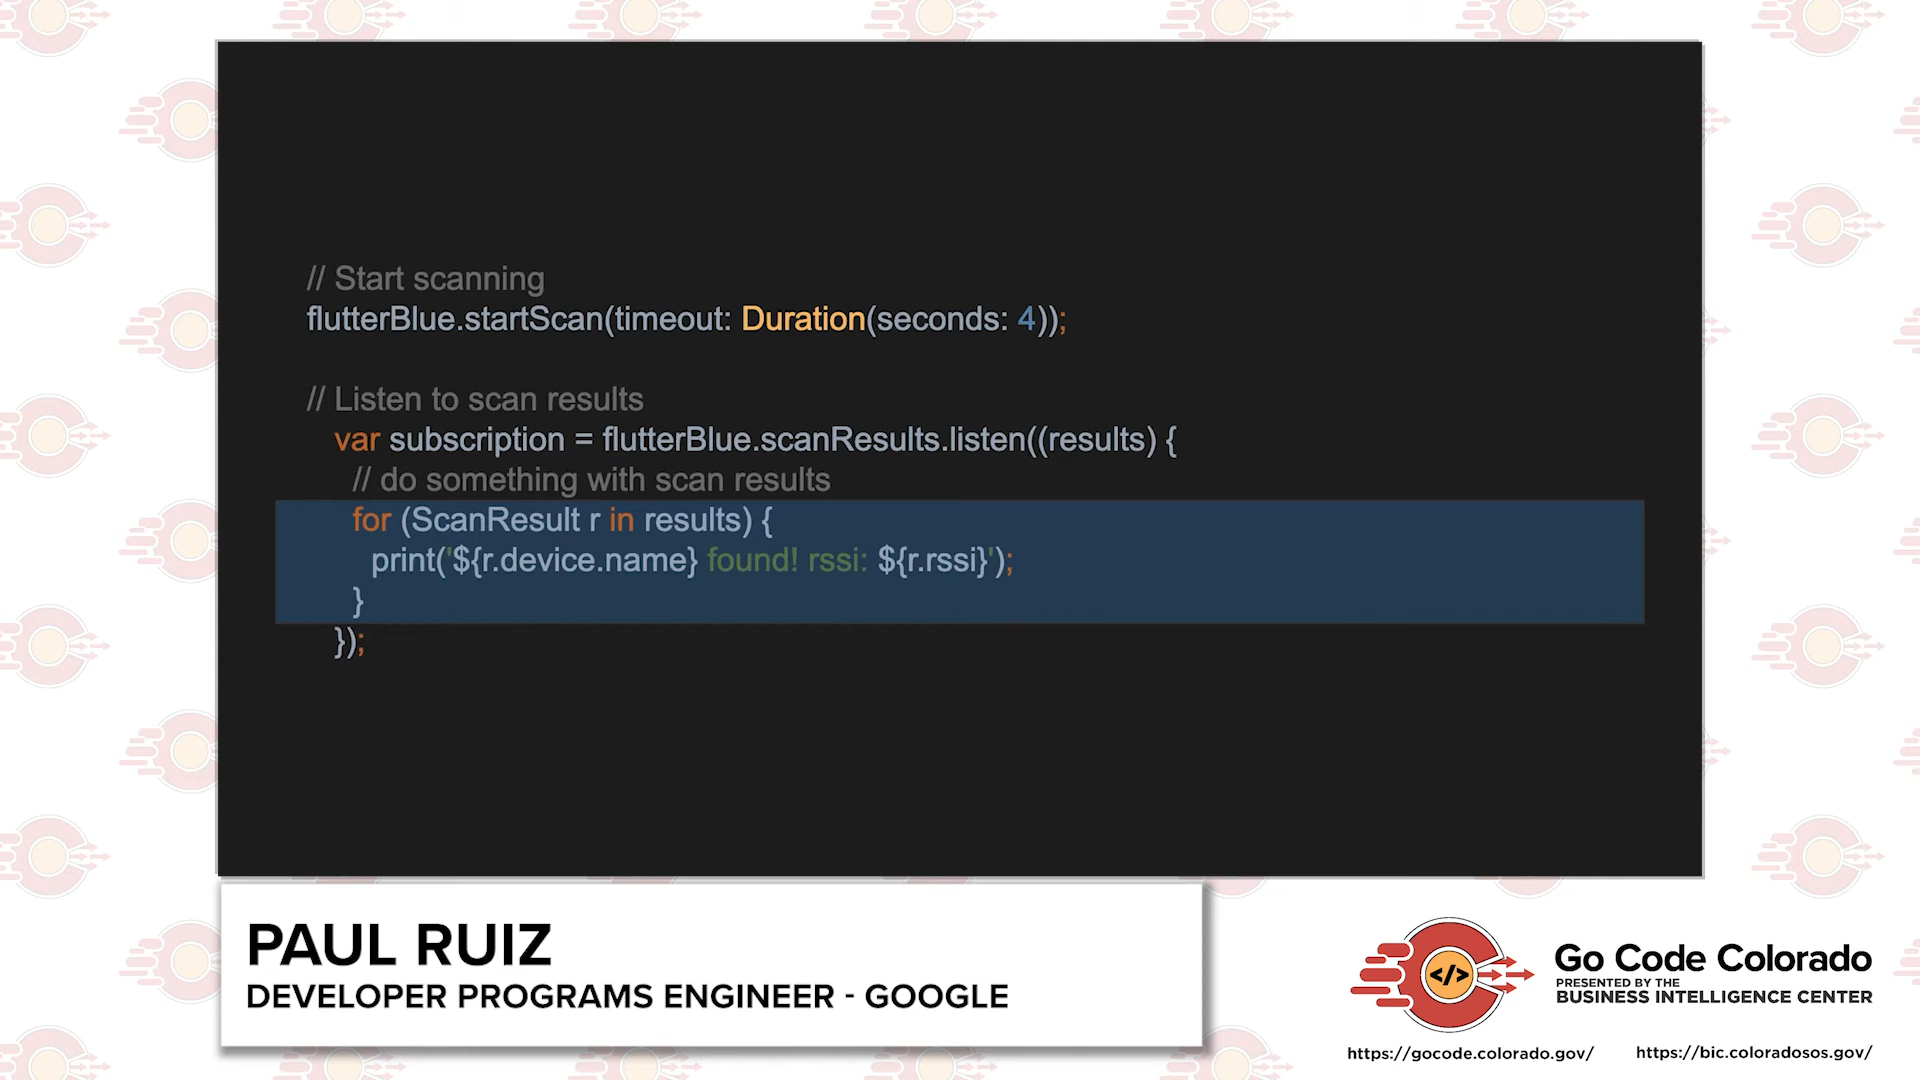 // Start scanning
flutterBlue.startScan(timeout: Duration(seconds: 4));
// Listen to scan results
var subscription = flutterBlue.scanResults.listen((results) {
// do something with scan results
for (ScanResult r in results) {
print('${r.device.name} found! rssi: ${r.rssi}');
}
});
PAUL RUIZ
DEVELOPER PROGRAMS ENGINEER - GOOGLE
</>
Go Code Colorado
PRESENTED BY THE
BUSINESS INTELLIGENCE CENTER
https://gocode.colorado.gov/
https://bic.coloradosos.gov/